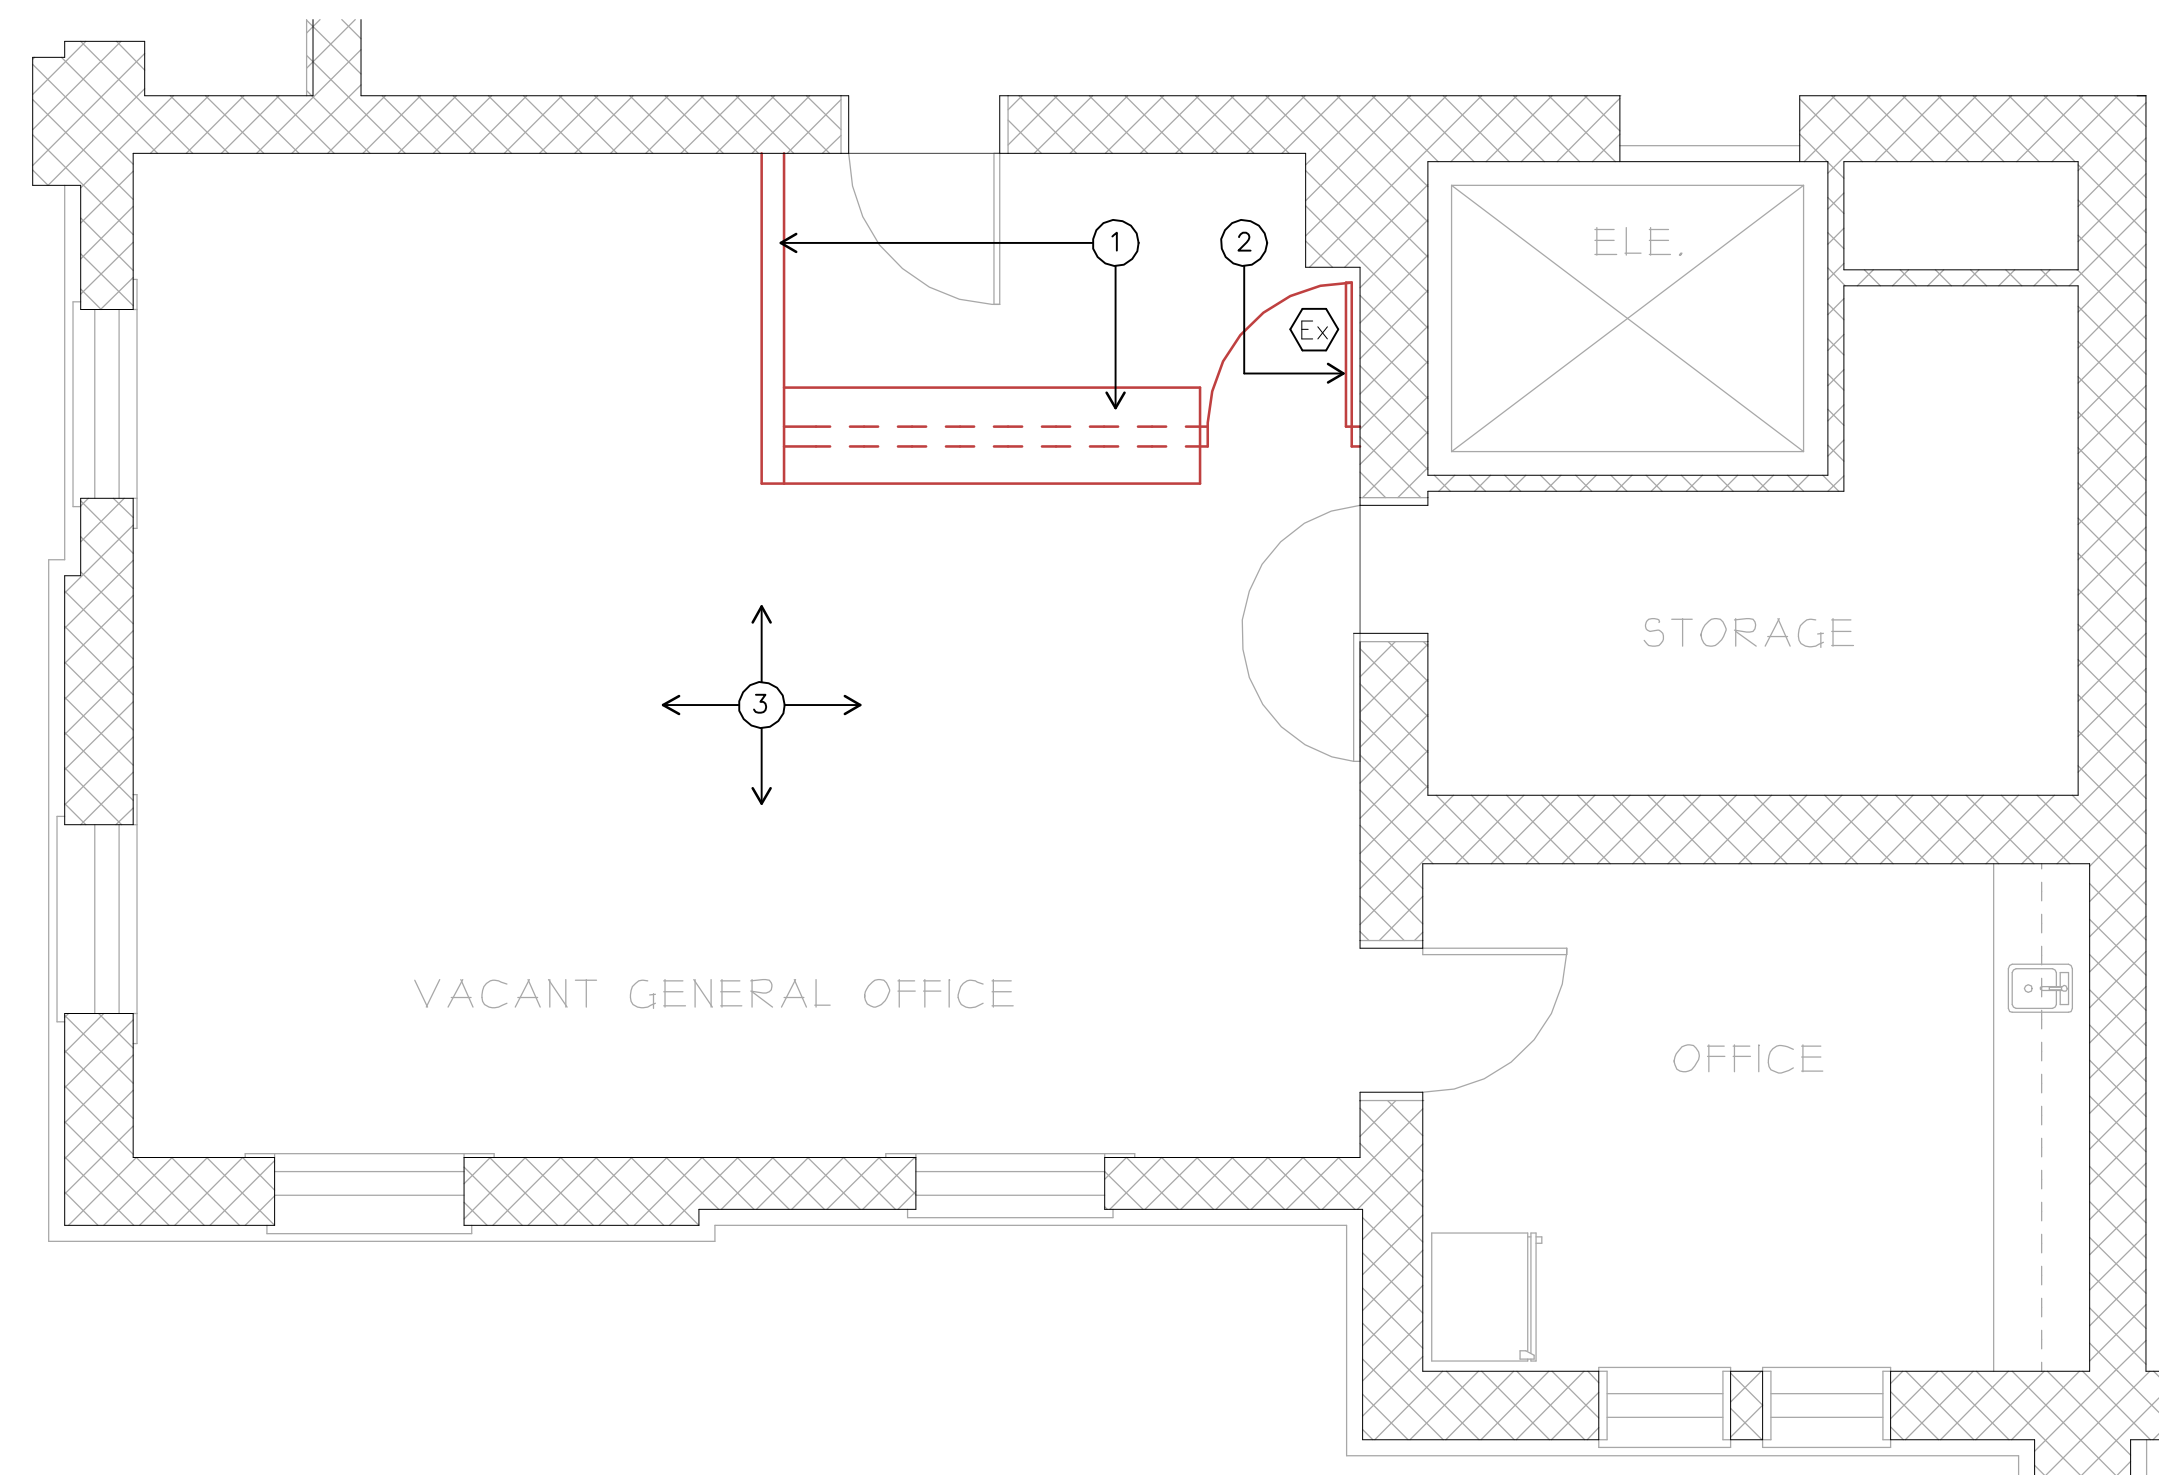 1
2
ELE.
Ex
STORAGE
3
VACANT GENERAL OFFICE
OFFICE